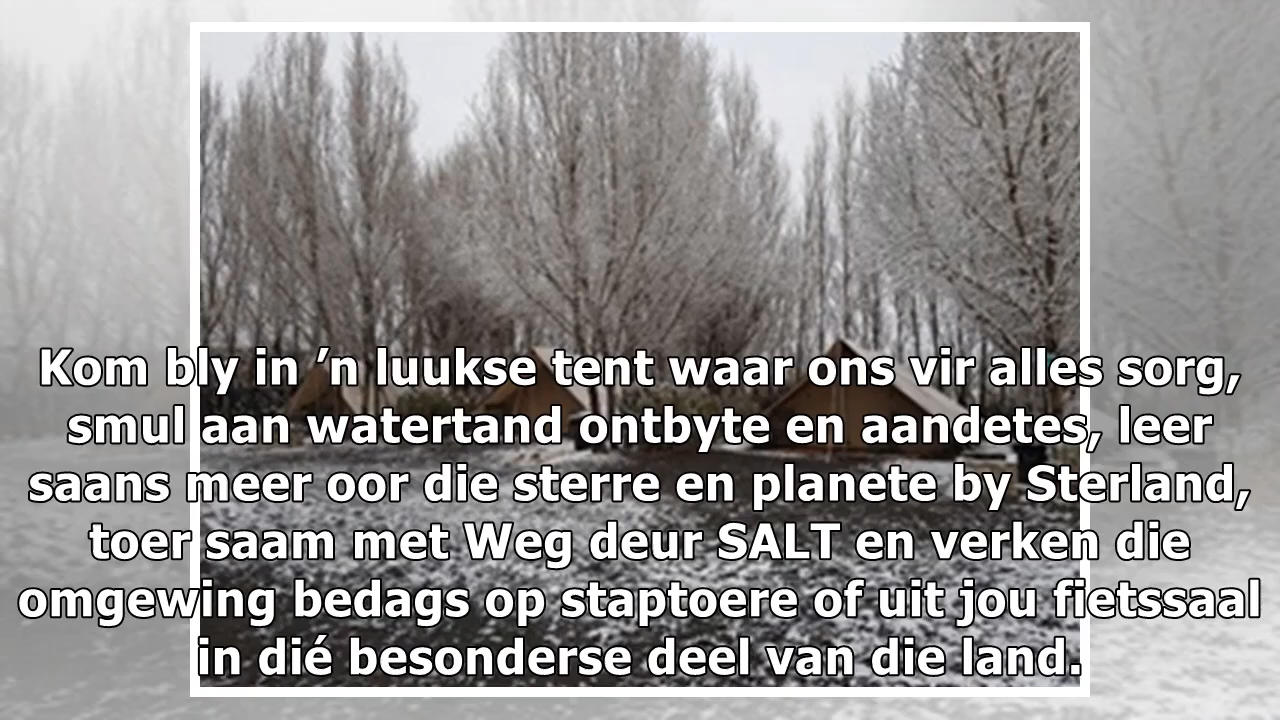 Kom bly in ’n luukse tent waar ons vir alles sorg,
smul aan watertand ontbyte en aandetes, leer
saans meer oor die sterre en planete by Sterland,
toer saam met Weg deur SALT en verken die
omgewing bedags op staptoere of uit jou fietssaal
in dié besonderse deel van die land.